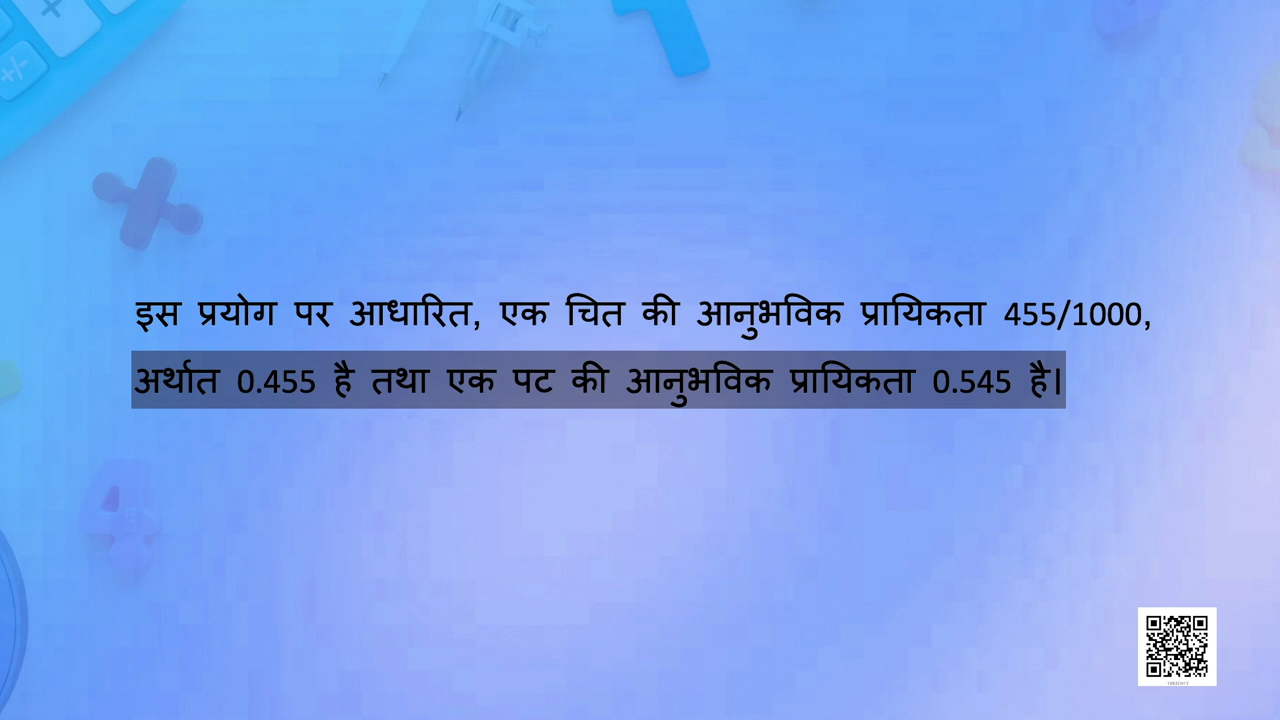 इस प्रयोग पर आधारित, एक चित की आनुभविक प्रायिकता 455/1000,
अर्थात 0.455 है तथा एक पट की आनुभविक प्रायिकता 0.545 है।